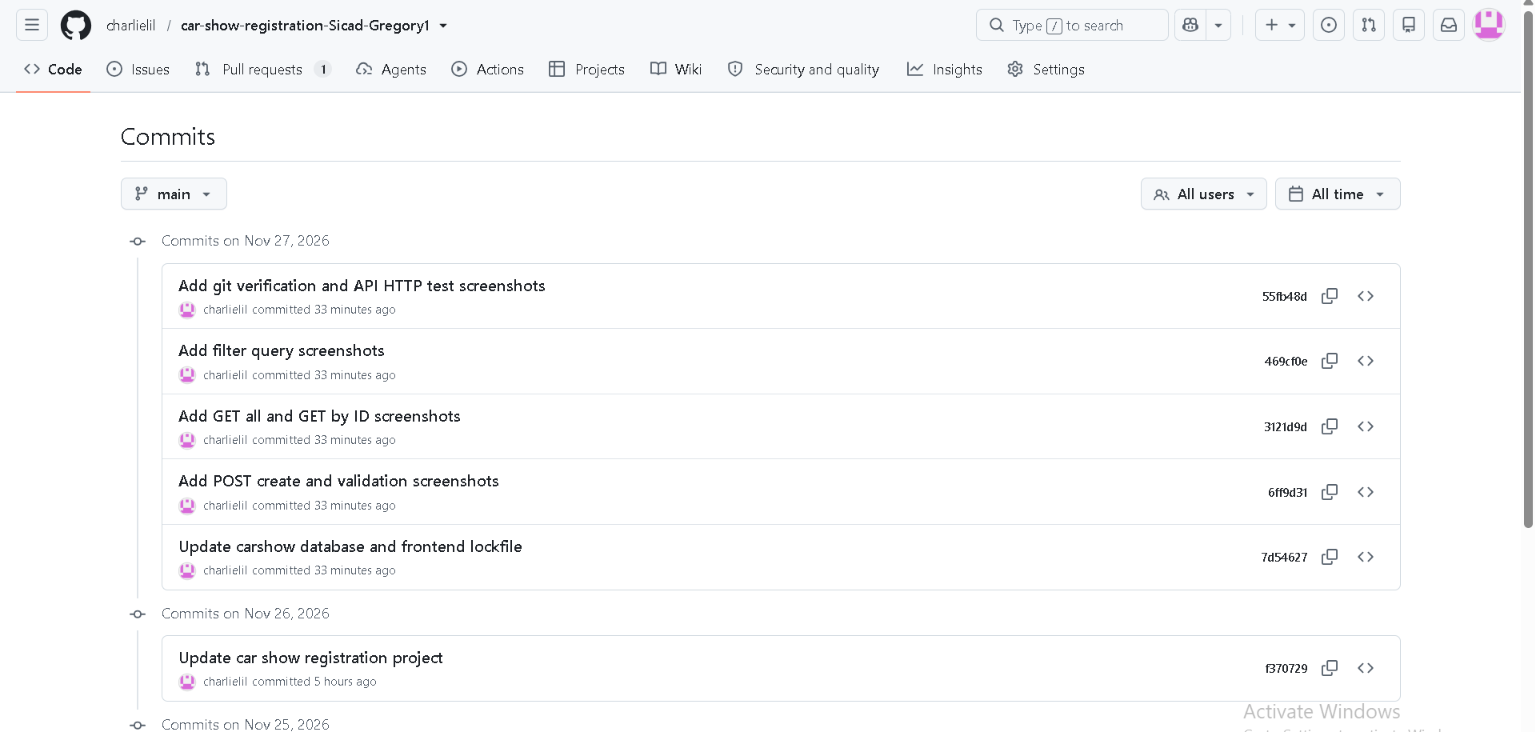 charlielil / car-show-registration-Sicad-Gregory1
Type / to search
Code Issues Pull requests 1 Agents Actions Projects Wiki Security and quality Insights Settings
Commits
main All users All time
Commits on Nov 27, 2026
Add git verification and API HTTP test screenshots
charlielil committed 33 minutes ago
55fb48d
Add filter query screenshots
charlielil committed 33 minutes ago
469cf0e
Add GET all and GET by ID screenshots
charlielil committed 33 minutes ago
3121d9d
Add POST create and validation screenshots
charlielil committed 33 minutes ago
6ff9d31
Update carshow database and frontend lockfile
charlielil committed 33 minutes ago
7d54627
Commits on Nov 26, 2026
Update car show registration project
charlielil committed 5 hours ago
f370729
Activate Windows
Commits on Nov 25, 2026